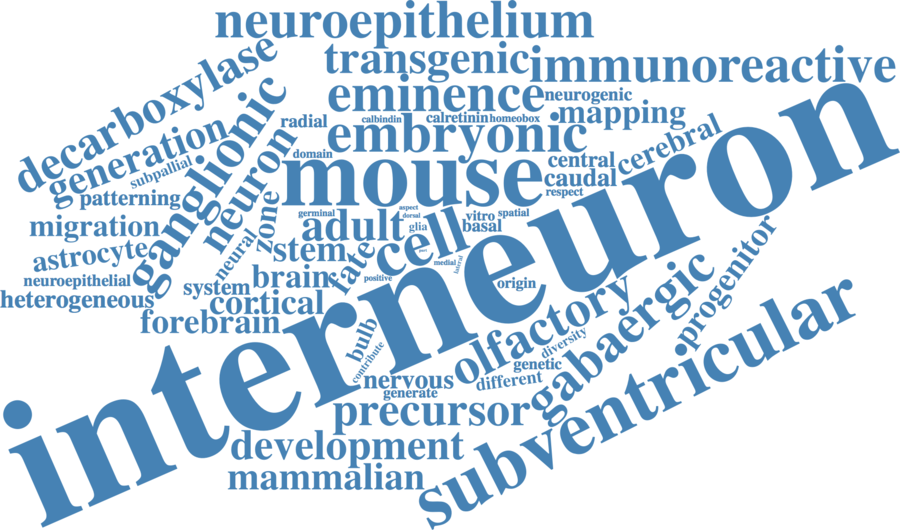 neuroepithelium
transgenic
immunoreactive
decarboxylase
eminence
neurogenic
mapping
radial
calbindin
calretinin
homeobox
generation
embryonic
cerebral
ganglionic
neuron
domain
subpallial
central
mouse
caudal
respect
patterning
migration
zone
germinal
aspect
dorsal
adult
glia
vitro
spatial
basal
cell
interneuron
astrocyte
neural
stem
fate
medial
lateral
neuroepithelial
system
brain
positive
origin
progenitor
heterogeneous
cortical
forebrain
bulb
olfactory
gabaergic
contribute
diversity
genetic
different
nervous
generate
precursor
subventricular
development
mammalian